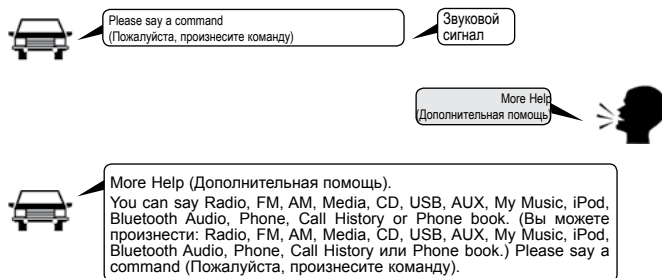 Please say a command
(Пожалуйста, произнесите команду)
Звуковой
сигнал
More Help
(Дополнительная помощь)
More Help (Дополнительная помощь).
You can say Radio, FM, AM, Media, CD, USB, AUX, My Music, iPod,
Bluetooth Audio, Phone, Call History or Phone book. (Вы можете
произнести: Radio, FM, AM, Media, CD, USB, AUX, My Music, iPod,
Bluetooth Audio, Phone, Call History или Phone book.) Please say a
command (Пожалуйста, произнесите команду).